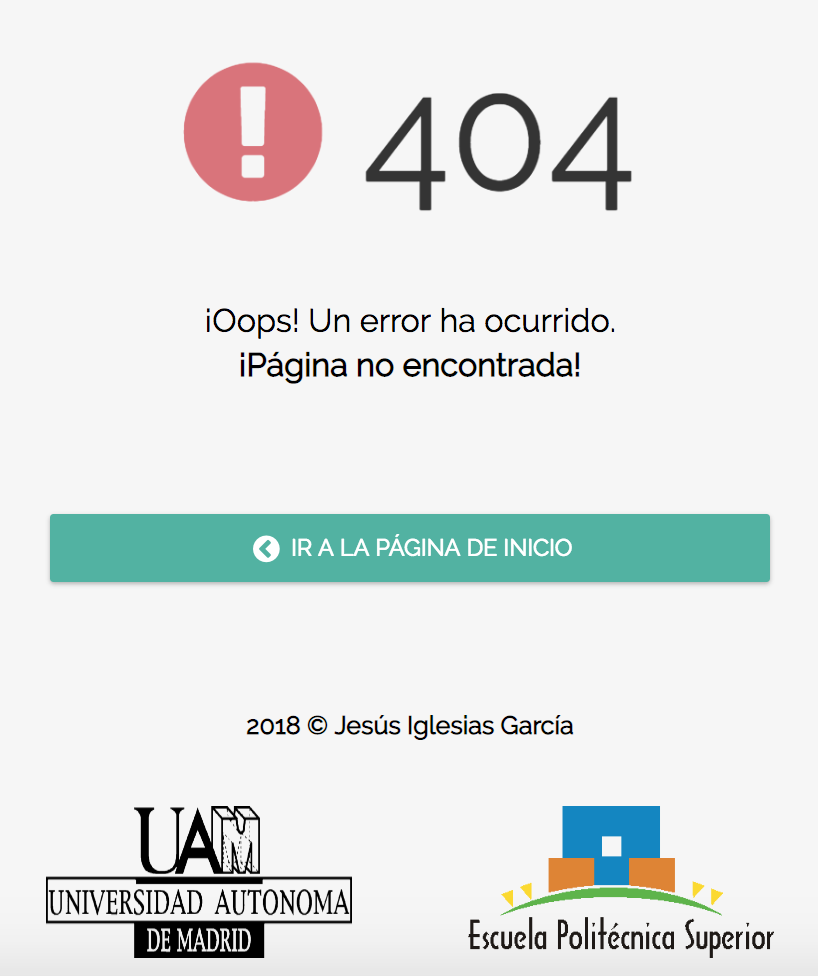 404
¡Oops! Un error ha ocurrido.
¡Página no encontrada!
IR A LA PÁGINA DE INICIO
2018 © Jesús Iglesias García
UAM
UNIVERSIDAD AUTONOMA
DE MADRID
Escuela Politécnica Superior